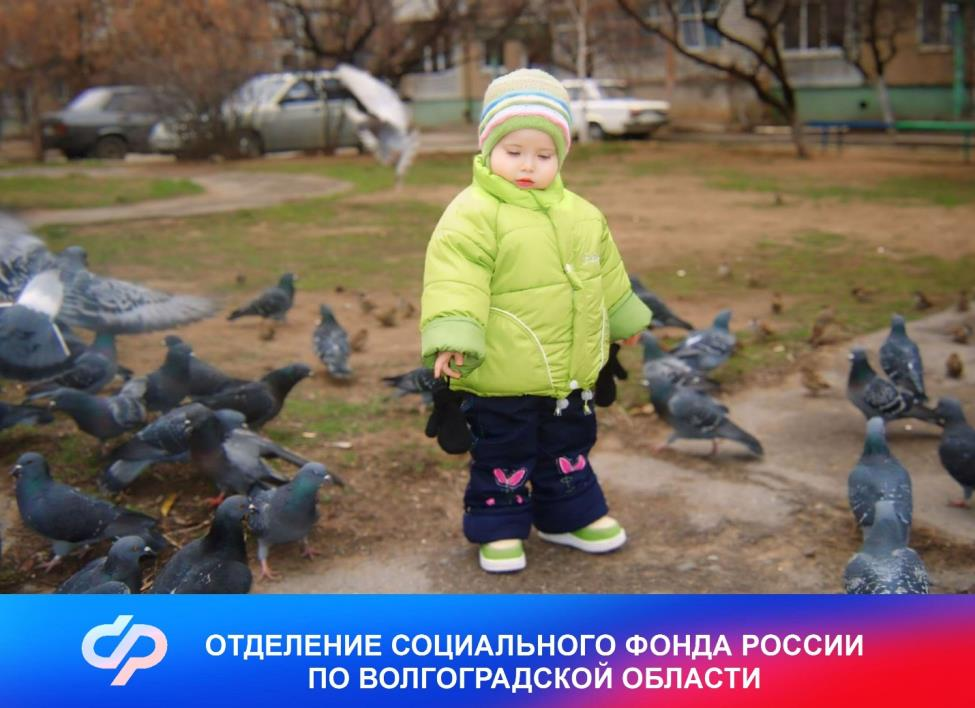 ОТДЕЛЕНИЕ СОЦИАЛЬНОГО ФОНДА РОССИИ
ПО ВОЛГОГРАДСКОЙ ОБЛАСТИ